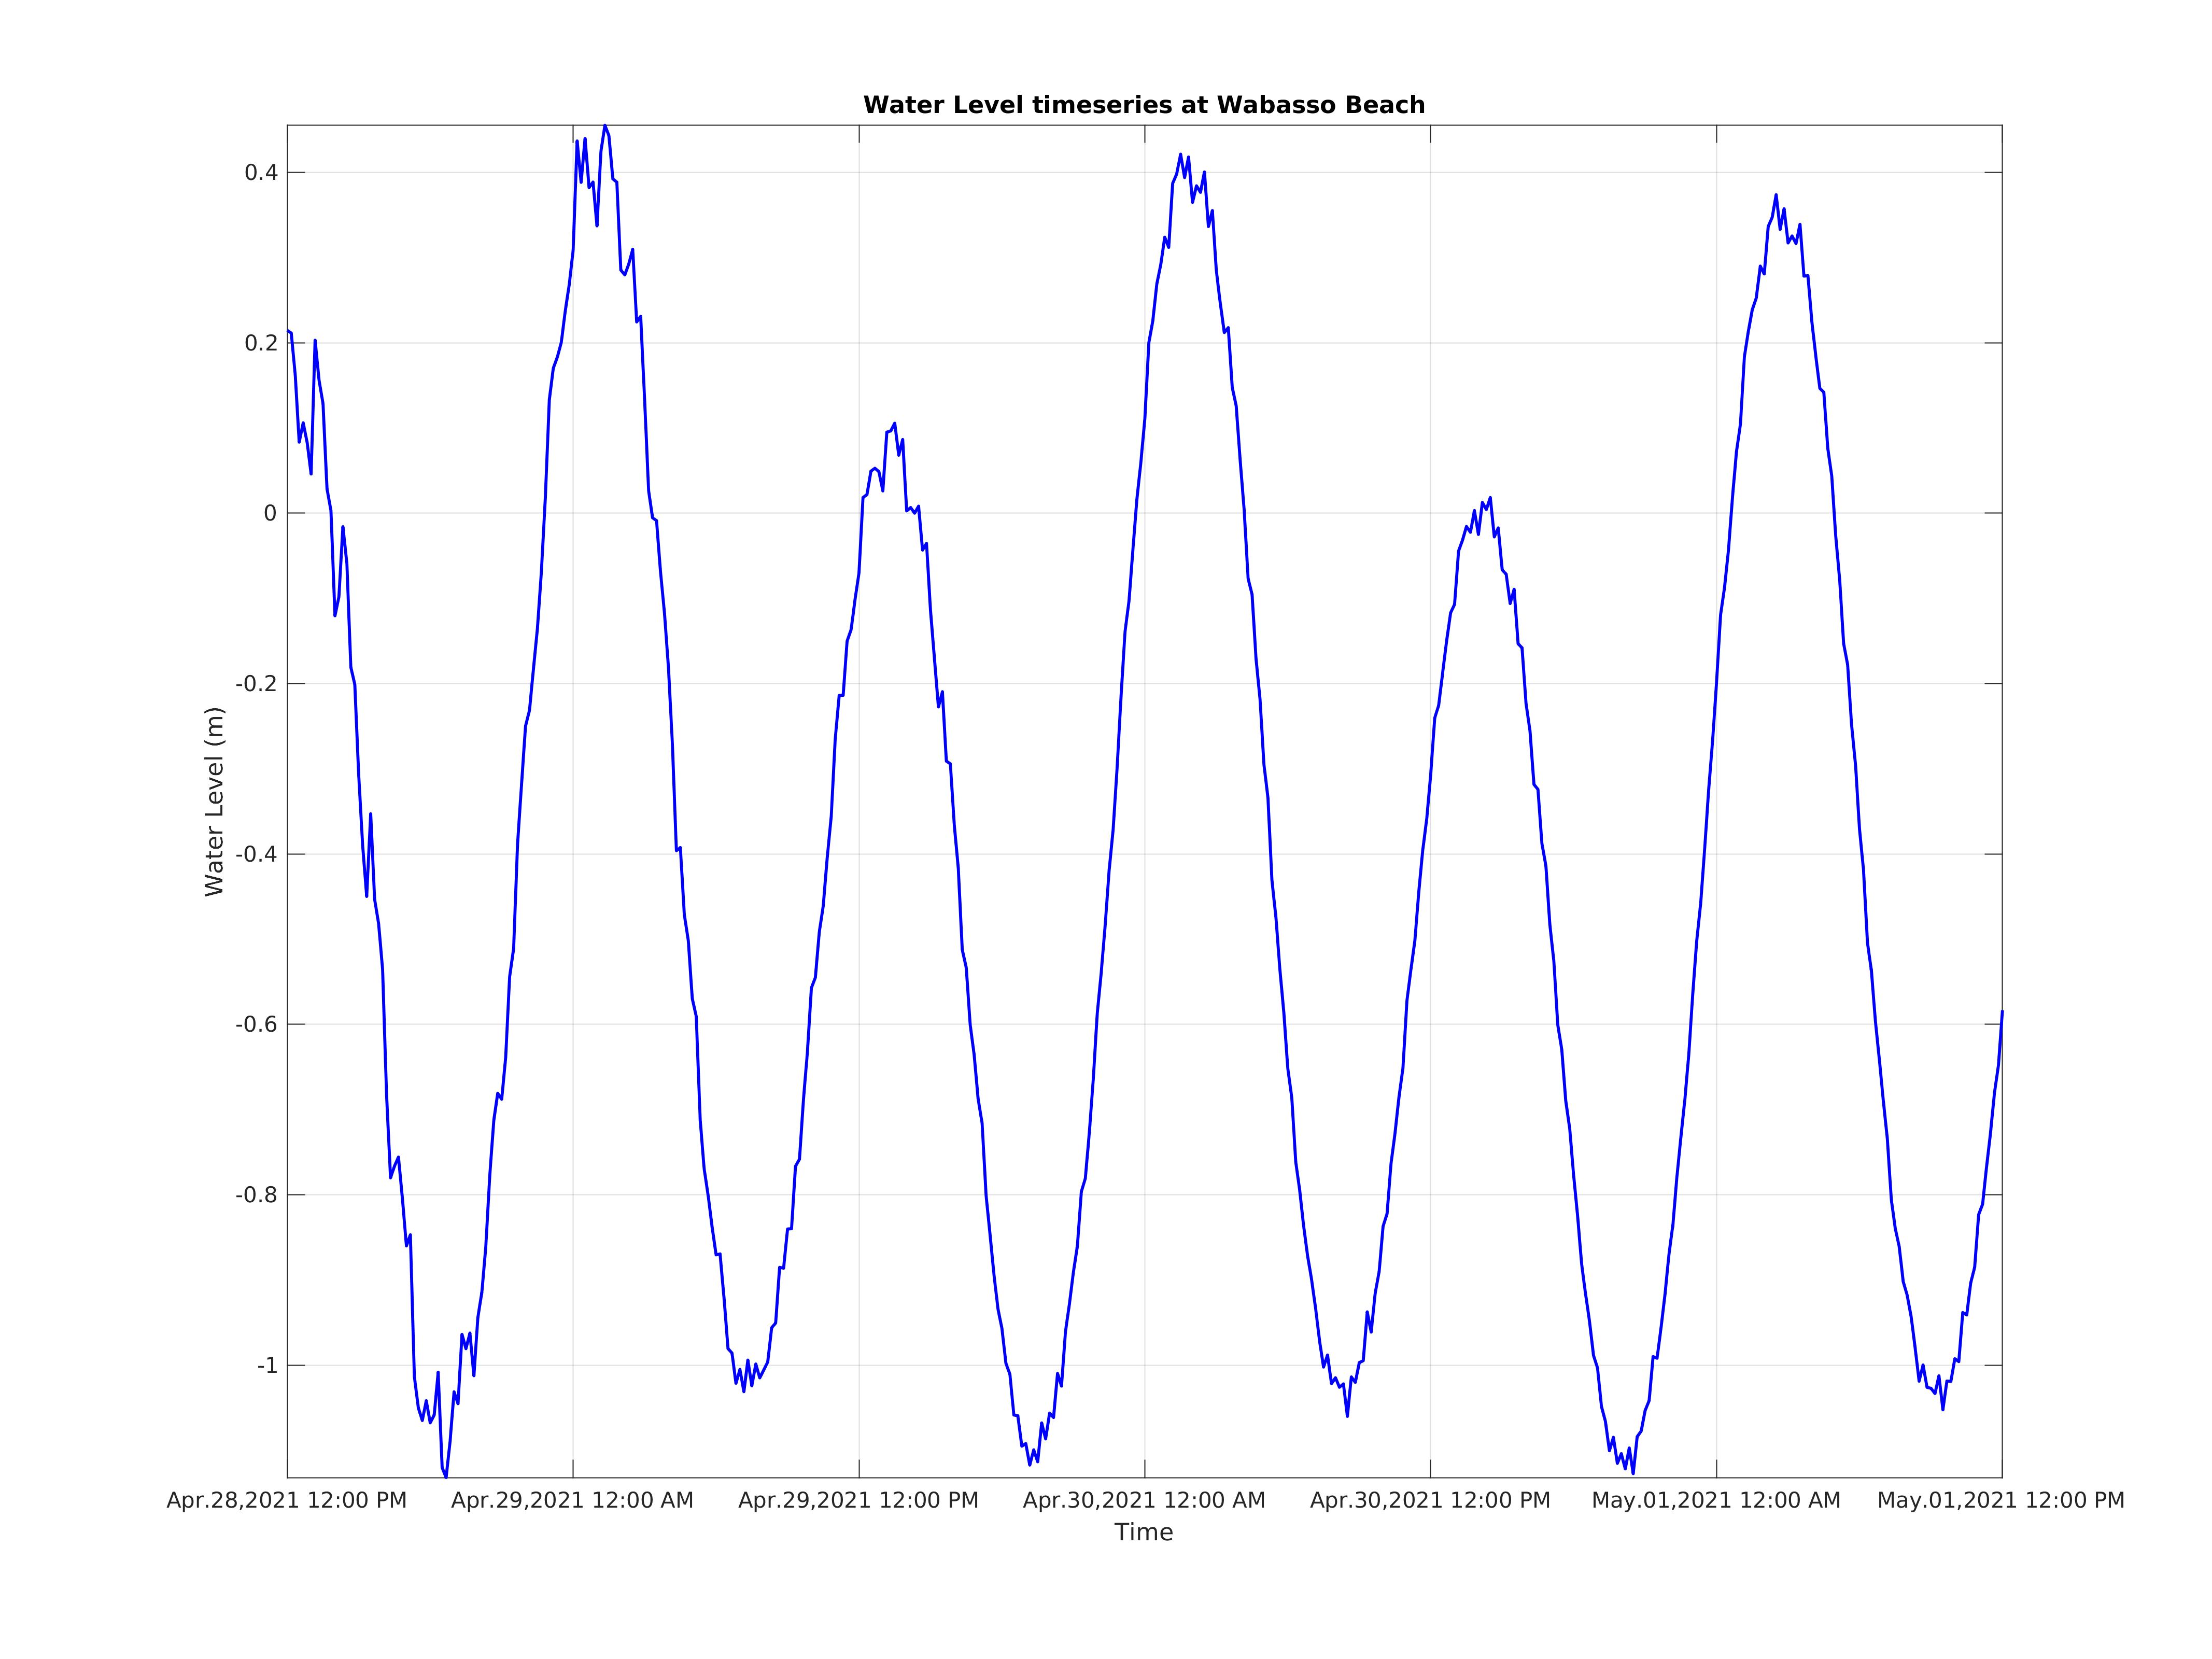 Water Level timeseries at Wabasso Beach
0.4
0.2
0
-0.2
-0.4
-0.6
-0.8
-1
Water Level (m)
Apr.28,2021 12:00 PM Apr.29,2021 12:00 AM Apr.29,2021 12:00 PM Apr.30,2021 12:00 AM Apr.30,2021 12:00 PM May.01,2021 12:00 AM May.01,2021 12:00 PM
Time